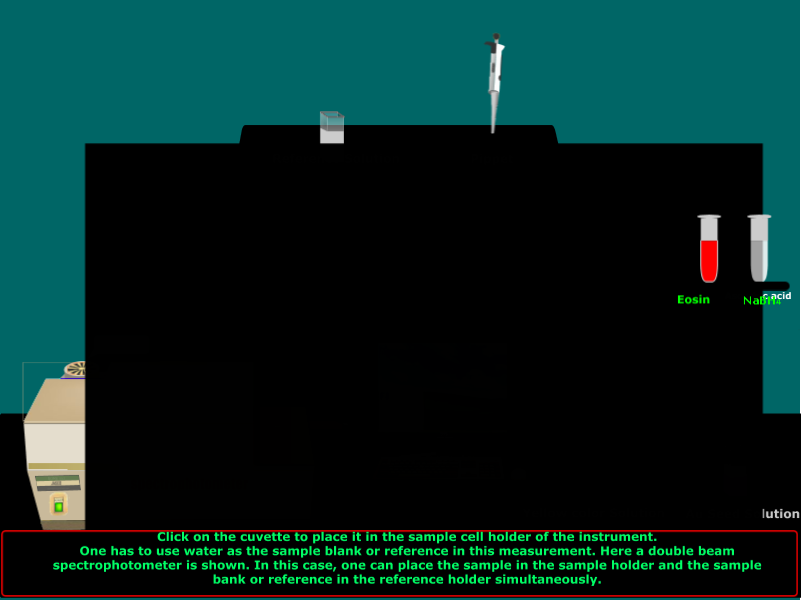 Eosin
NaBH₄
c acid
lution
Click on the cuvette to place it in the sample cell holder of the instrument.
One has to use water as the sample blank or reference in this measurement. Here a double beam
spectrophotometer is shown. In this case, one can place the sample in the sample holder and the sample
bank or reference in the reference holder simultaneously.